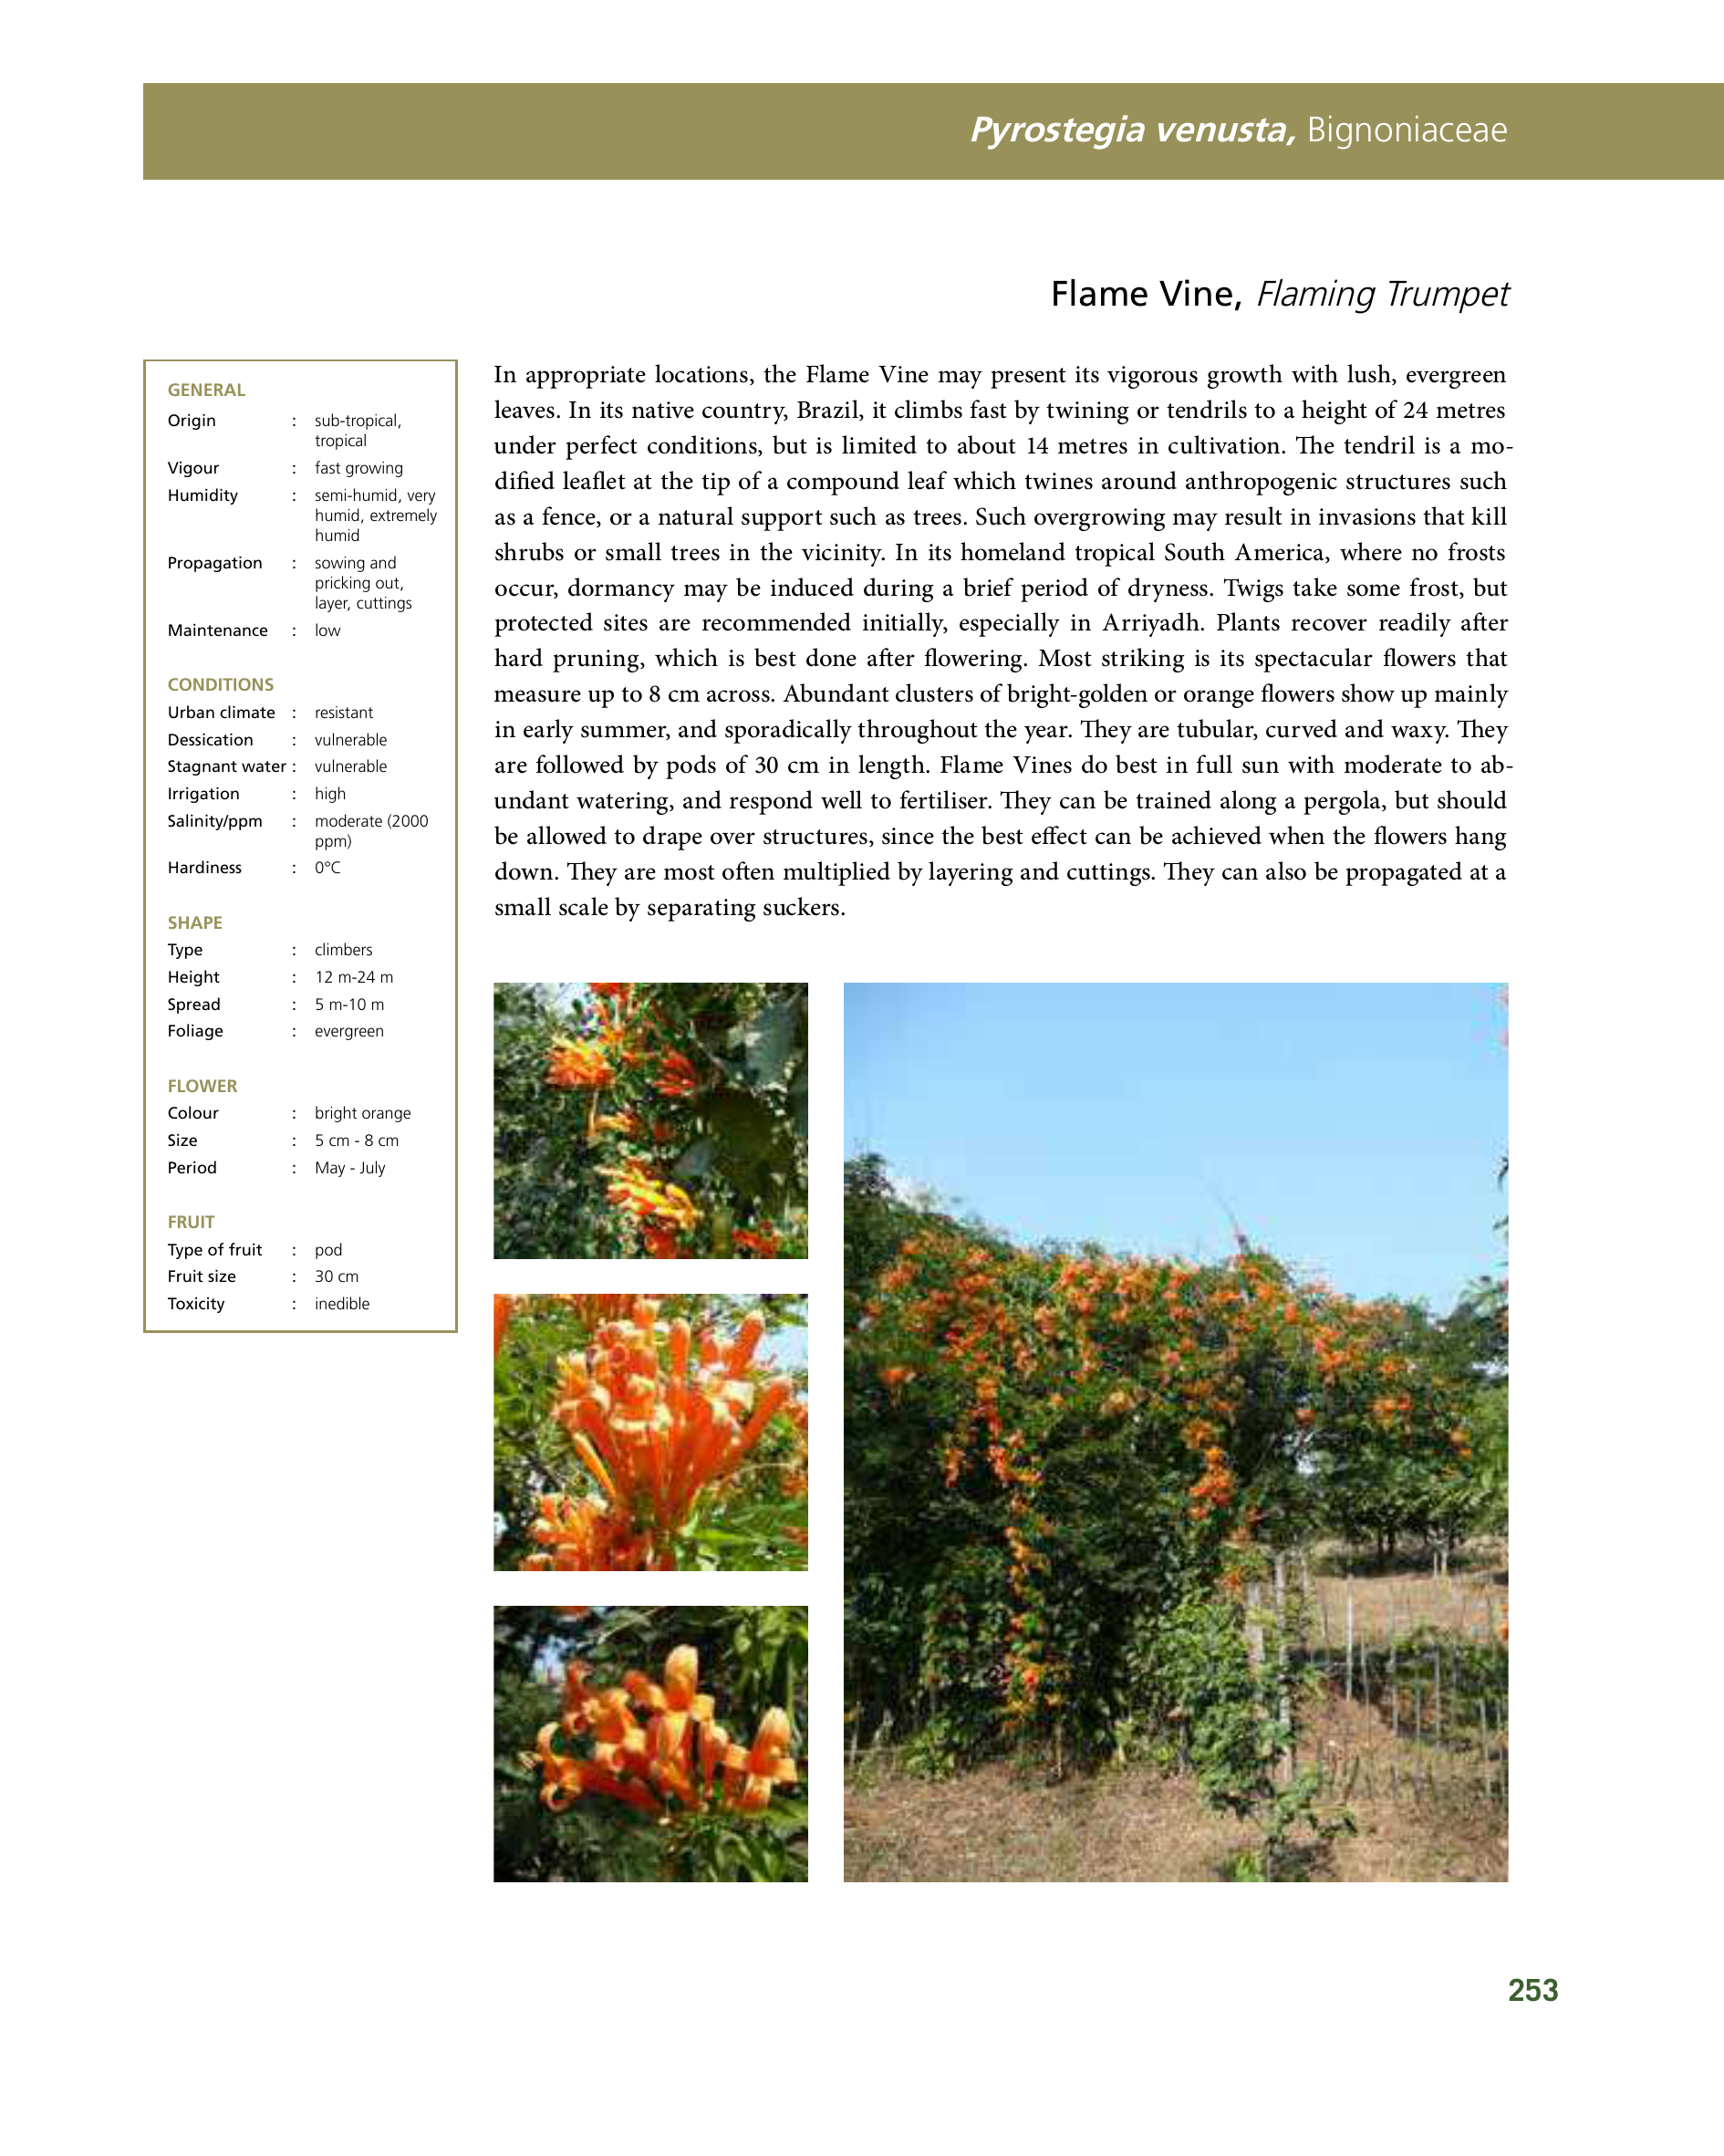 Pyrostegia venusta, Bignoniaceae
Flame Vine, Flaming Trumpet
GENERAL
Origin : sub-tropical,
tropical
Vigour : fast growing
Humidity : semi-humid, very
humid, extremely
humid
Propagation : sowing and
pricking out,
layer, cuttings
Maintenance : low
CONDITIONS
Urban climate : resistant
Dessication : vulnerable
Stagnant water : vulnerable
Irrigation : high
Salinity/ppm : moderate (2000
ppm)
Hardiness : 0°C
SHAPE
Type : climbers
Height : 12 m-24 m
Spread : 5 m-10 m
Foliage : evergreen
FLOWER
Colour : bright orange
Size : 5 cm - 8 cm
Period : May - July
FRUIT
Type of fruit : pod
Fruit size : 30 cm
Toxicity : inedible
In appropriate locations, the Flame Vine may present its vigorous growth with lush, evergreen
leaves. In its native country, Brazil, it climbs fast by twining or tendrils to a height of 24 metres
under perfect conditions, but is limited to about 14 metres in cultivation. The tendril is a mo-
dified leaflet at the tip of a compound leaf which twines around anthropogenic structures such
as a fence, or a natural support such as trees. Such overgrowing may result in invasions that kill
shrubs or small trees in the vicinity. In its homeland tropical South America, where no frosts
occur, dormancy may be induced during a brief period of dryness. Twigs take some frost, but
protected sites are recommended initially, especially in Arriyadh. Plants recover readily after
hard pruning, which is best done after flowering. Most striking is its spectacular flowers that
measure up to 8 cm across. Abundant clusters of bright-golden or orange flowers show up mainly
in early summer, and sporadically throughout the year. They are tubular, curved and waxy. They
are followed by pods of 30 cm in length. Flame Vines do best in full sun with moderate to ab-
undant watering, and respond well to fertiliser. They can be trained along a pergola, but should
be allowed to drape over structures, since the best effect can be achieved when the flowers hang
down. They are most often multiplied by layering and cuttings. They can also be propagated at a
small scale by separating suckers.
253